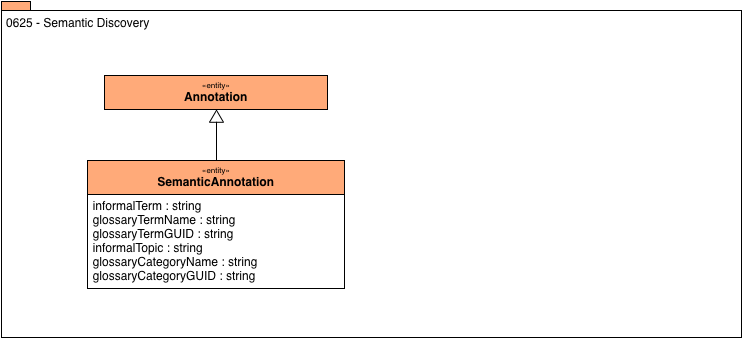 0625 - Semantic Discovery
«entity»
Annotation
«entity»
SemanticAnnotation
informalTerm : string
glossaryTermName : string
glossaryTermGUID : string
informalTopic : string
glossaryCategoryName : string
glossaryCategoryGUID : string